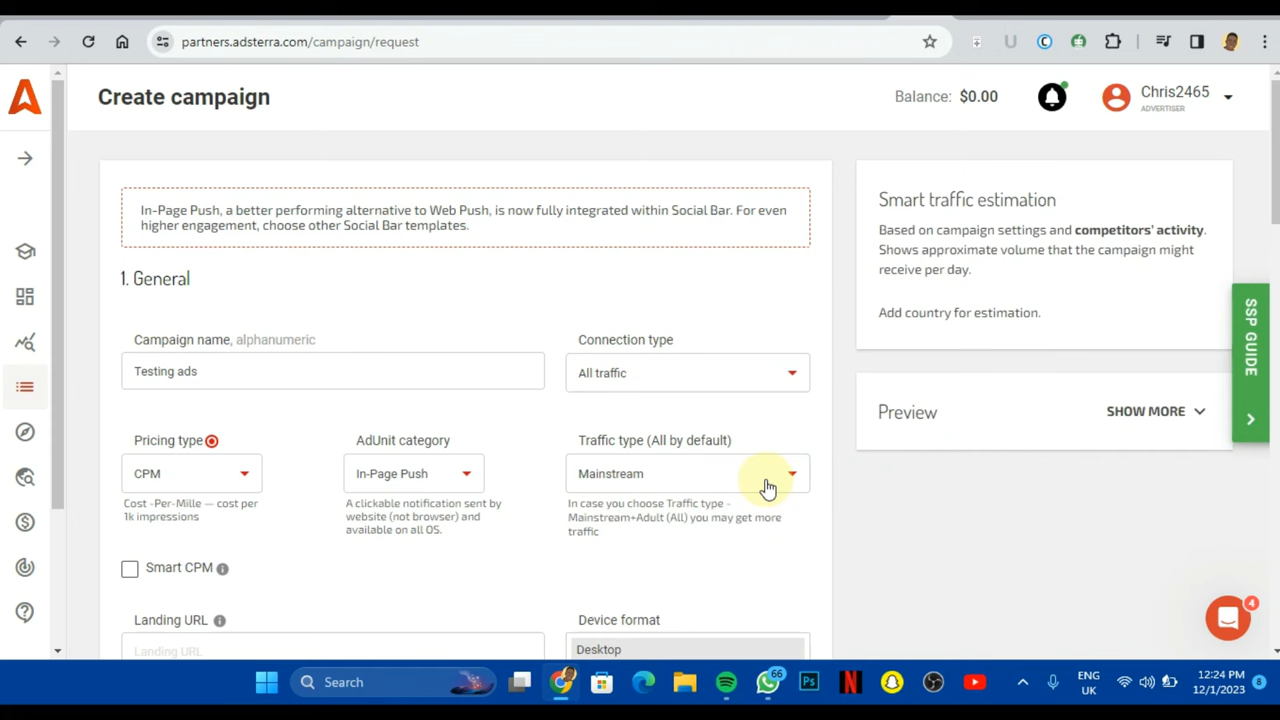 partners.adsterra.com/campaign/request
Create campaign
Balance: $0.00
Chris2465
ADVERTISER
In-Page Push, a better performing alternative to Web Push, is now fully integrated within Social Bar. For even
higher engagement, choose other Social Bar templates.
1. General
Campaign name, alphanumeric
Testing ads
Connection type
All traffic
Pricing type
CPM
Cost -Per-Mille — cost per
1k impressions
AdUnit category
In-Page Push
A clickable notification sent by
website (not browser) and
available on all OS.
Traffic type (All by default)
Mainstream
In case you choose Traffic type -
Mainstream+Adult (All) you may get more
traffic
Smart CPM
Landing URL
Landing URL
Device format
Desktop
Smart traffic estimation
Based on campaign settings and competitors' activity.
Shows approximate volume that the campaign might
receive per day.
Add country for estimation.
Preview
SHOW MORE
SSP GUIDE
4
Search
66
Ps
N
ENG
UK
12:24 PM
12/1/2023
8